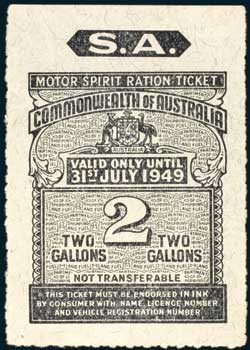 S.A.
MOTOR SPIRIT RATION TICKET
COMMONWEALTH OF AUSTRALIA
VALID ONLY UNTIL
31ST JULY 1949
2
TWO TWO
GALLONS GALLONS
NOT TRANSFERABLE
THIS TICKET MUST BE ENDORSED IN INK
BY CONSUMER WITH NAME, LICENCE NUMBER
AND VEHICLE REGISTRATION NUMBER